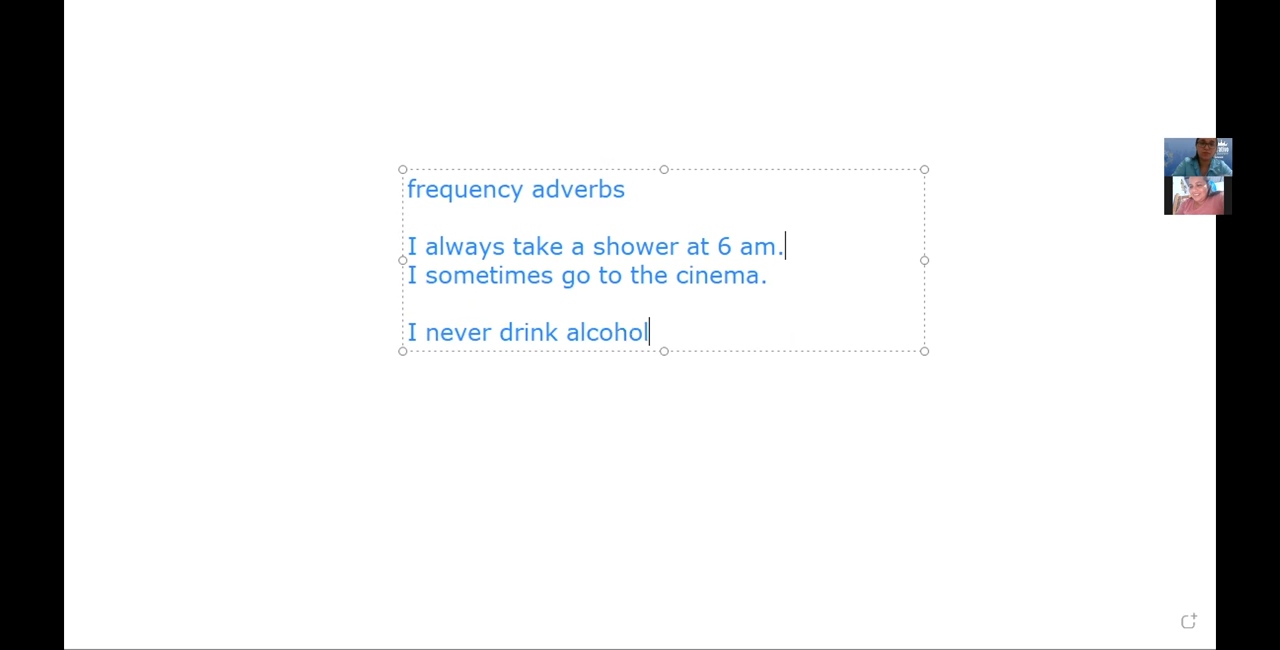 frequency adverbs
I always take a shower at 6 am.
I sometimes go to the cinema.
I never drink alcohol